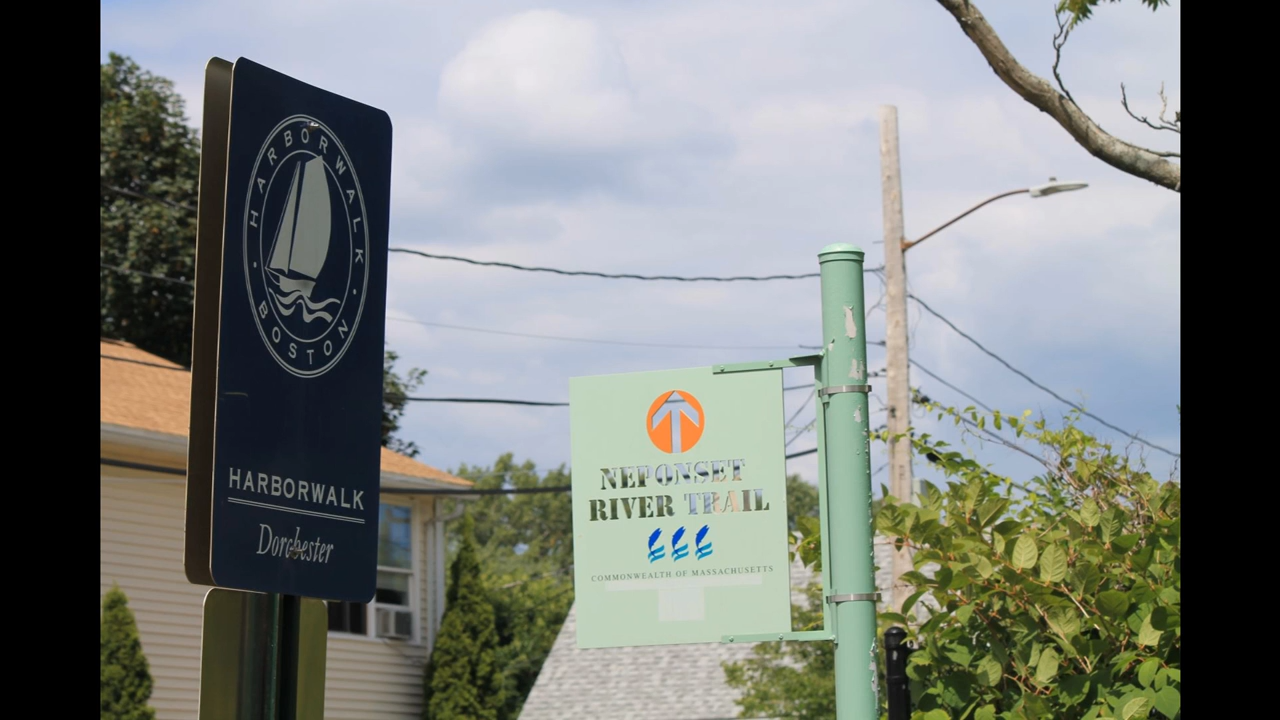 HARBORWALK
BOSTON
HARBORWALK
Dorchester
NEPONSET
RIVER TRAIL
COMMONWEALTH OF MASSACHUSETTS